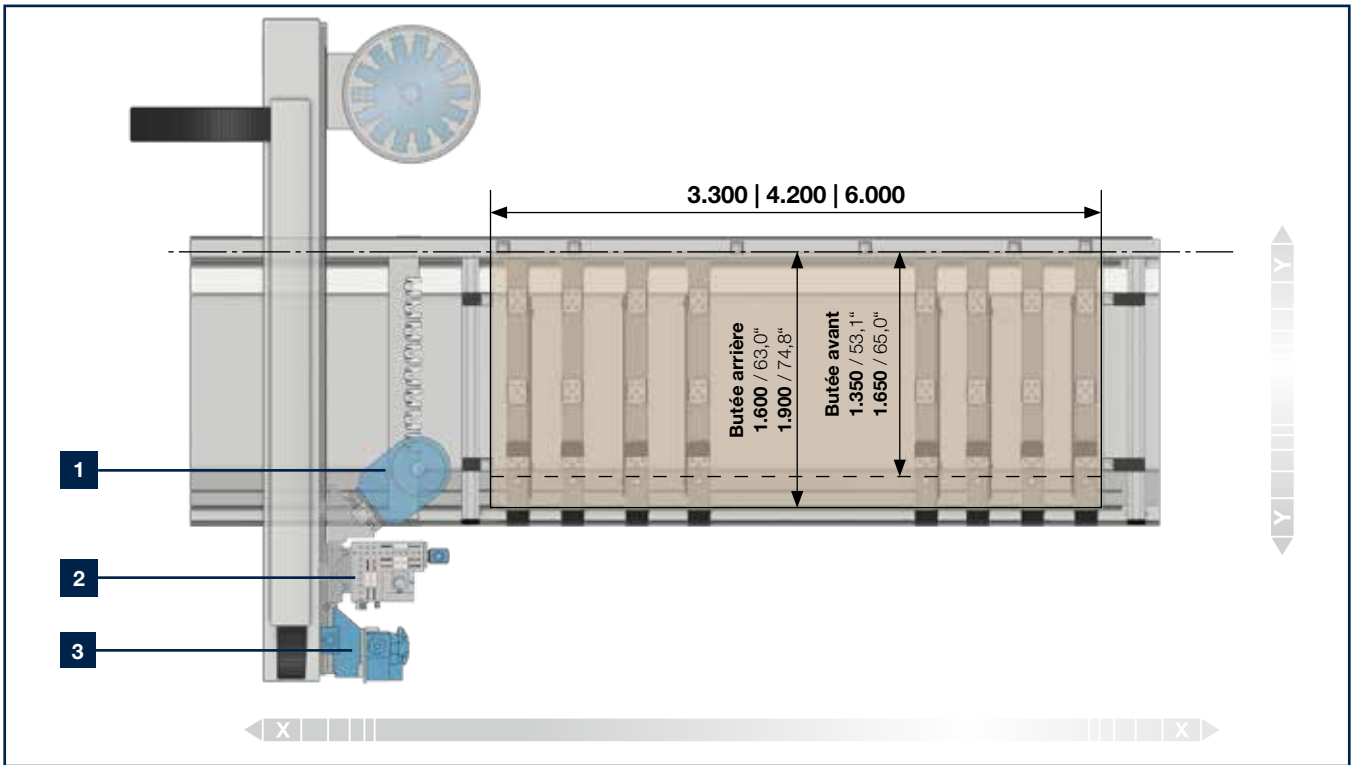 3.300 | 4.200 | 6.000
Butée arrière
1.600 / 63,0“
1.900 / 74,8“
Butée avant
1.350 / 53,1“
1.650 / 65,0“
Y
Y
1
2
3
X
X